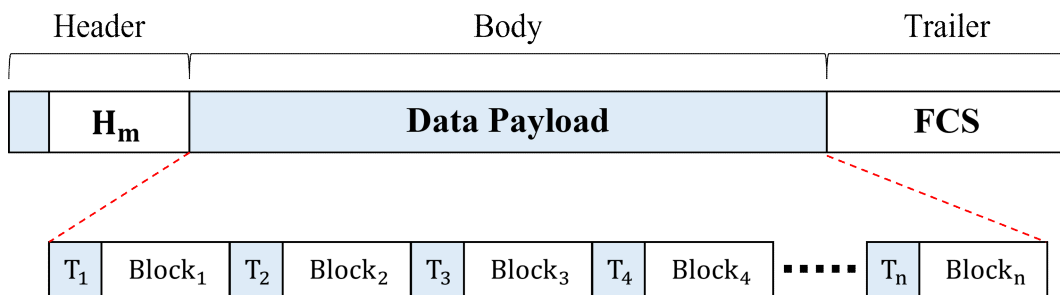 Header Body Trailer
Hm Data Payload FCS
T1 Block1 T2 Block2 T3 Block3 T4 Block4 Tn Blockn